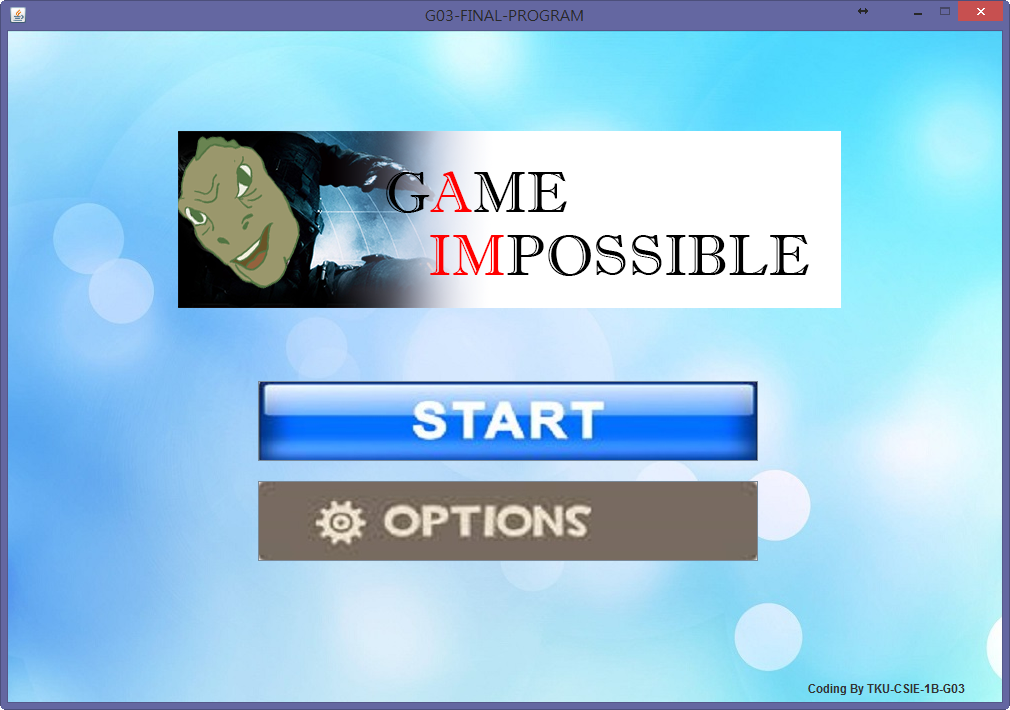 G03-FINAL-PROGRAM
GAME
IMPOSSIBLE
START
OPTIONS
Coding By TKU-CSIE-1B-G03